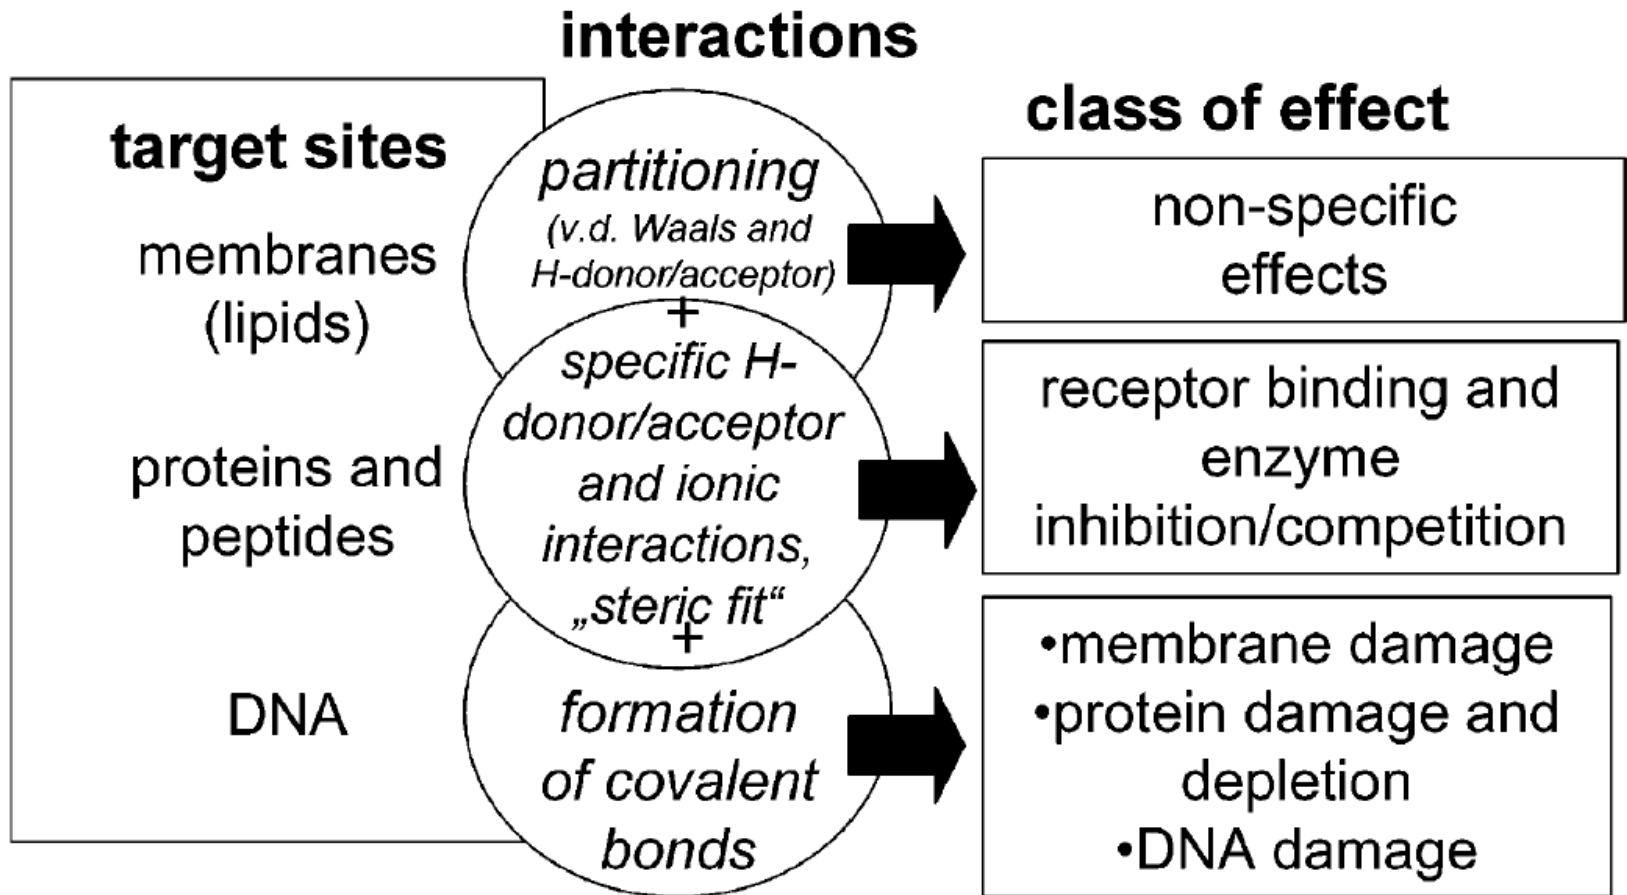 interactions
target sites
membranes
(lipids)
proteins and
peptides
DNA
partitioning
(v.d. Waals and
H-donor/acceptor)
+
specific H-
donor/acceptor
and ionic
interactions,
„steric fit“
+
formation
of covalent
bonds
class of effect
non-specific
effects
receptor binding and
enzyme
inhibition/competition
•membrane damage
•protein damage and
depletion
•DNA damage